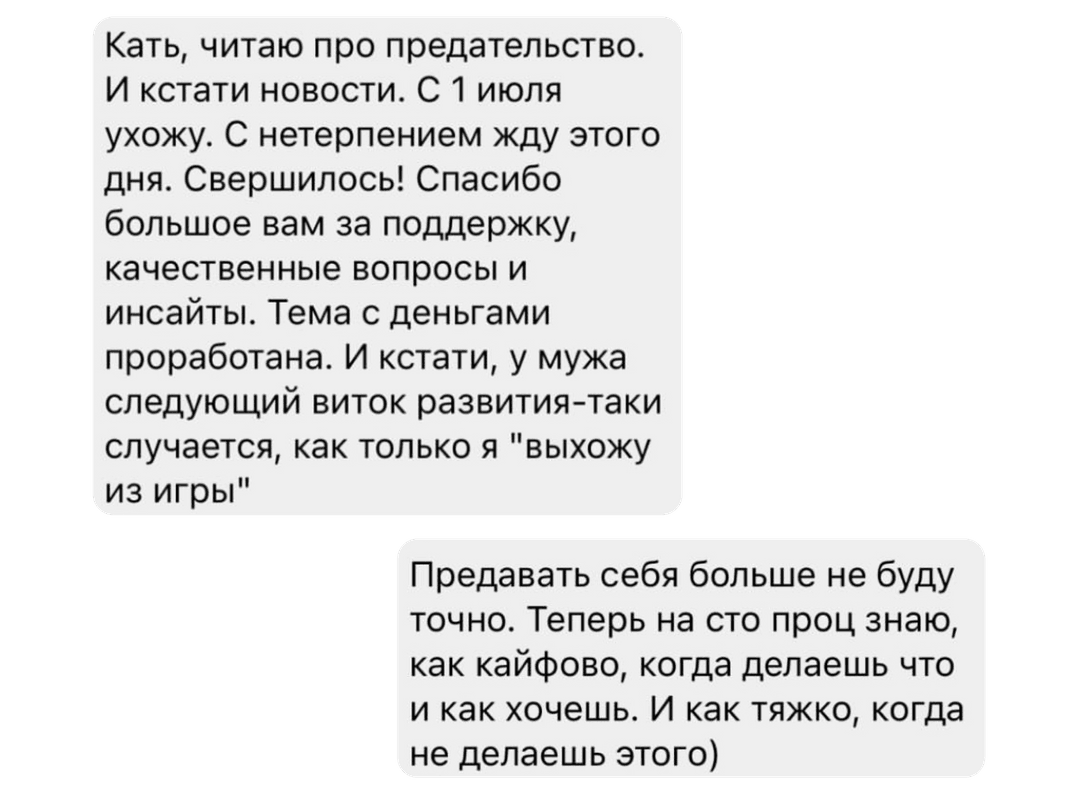 Кать, читаю про предательство.
И кстати новости. С 1 июля
ухожу. С нетерпением жду этого
дня. Свершилось! Спасибо
большое вам за поддержку,
качественные вопросы и
инсайты. Тема с деньгами
проработана. И кстати, у мужа
следующий виток развития-таки
случается, как только я "выхожу
из игры"
Предавать себя больше не буду
точно. Теперь на сто проц знаю,
как кайфово, когда делаешь что
и как хочешь. И как тяжко, когда
не делаешь этого)